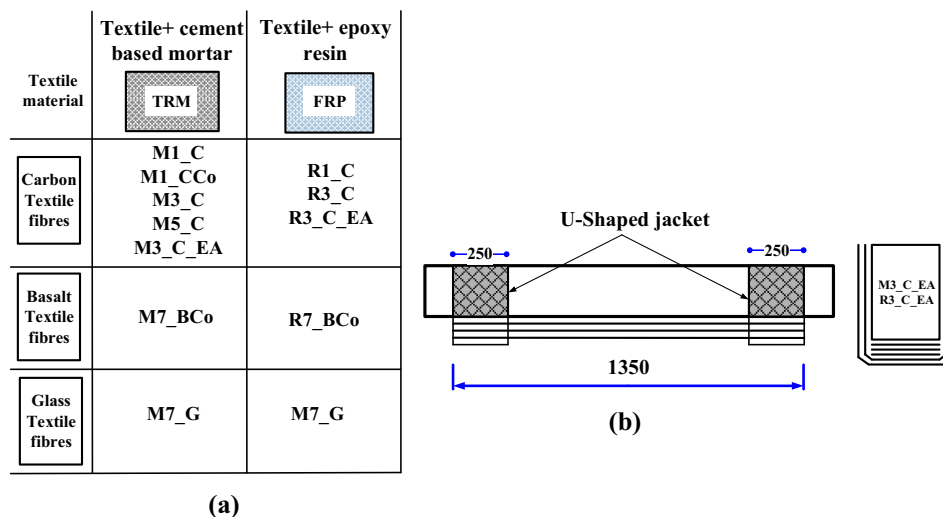 Textile
material
Textile+ cement
based mortar
TRM
Textile+ epoxy
resin
FRP
Carbon
Textile
fibres
M1_C
M1_CCo
M3_C
M5_C
M3_C_EA
R1_C
R3_C
R3_C_EA
Basalt
Textile
fibres
M7_BCo
R7_BCo
Glass
Textile
fibres
M7_G
M7_G
(a)
U-Shaped jacket
250
250
M3_C_EA
R3_C_EA
1350
(b)